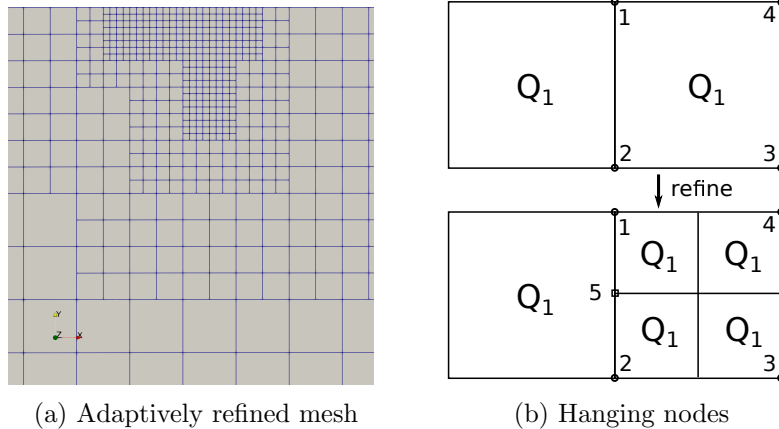 Y
Z
X
(a) Adaptively refined mesh
1
4
Q1
Q1
2
3
refine
1
4
Q1
Q1
Q1
5
Q1
Q1
2
3
(b) Hanging nodes